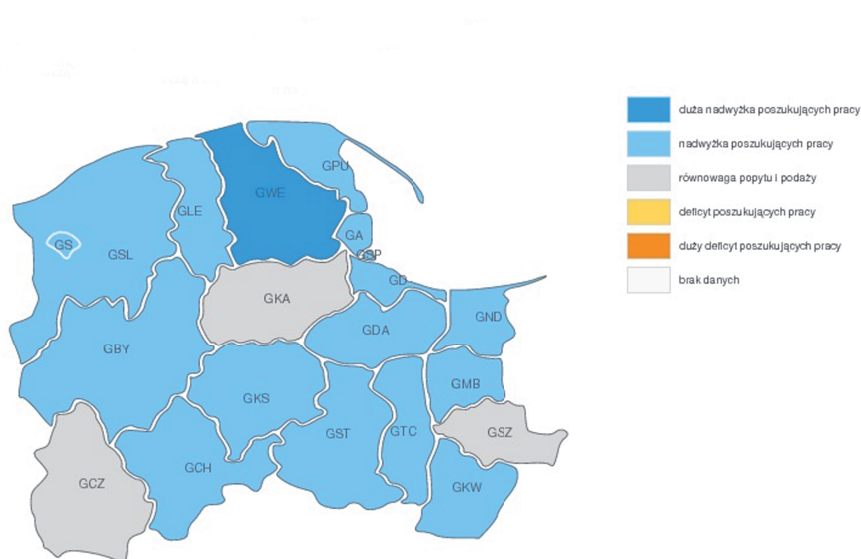 duża nadwyżka poszukujących pracy
nadwyżka poszukujących pracy
równowaga popytu i podaży
deficyt poszukujących pracy
duży deficyt poszukujących pracy
brak danych
GPU
GWE
GLE
GA
GS
GSL
GSP
GD
GKA
GND
GDA
GBY
GMB
GKS
GST
GTC
GSZ
GCH
GCZ
GKW